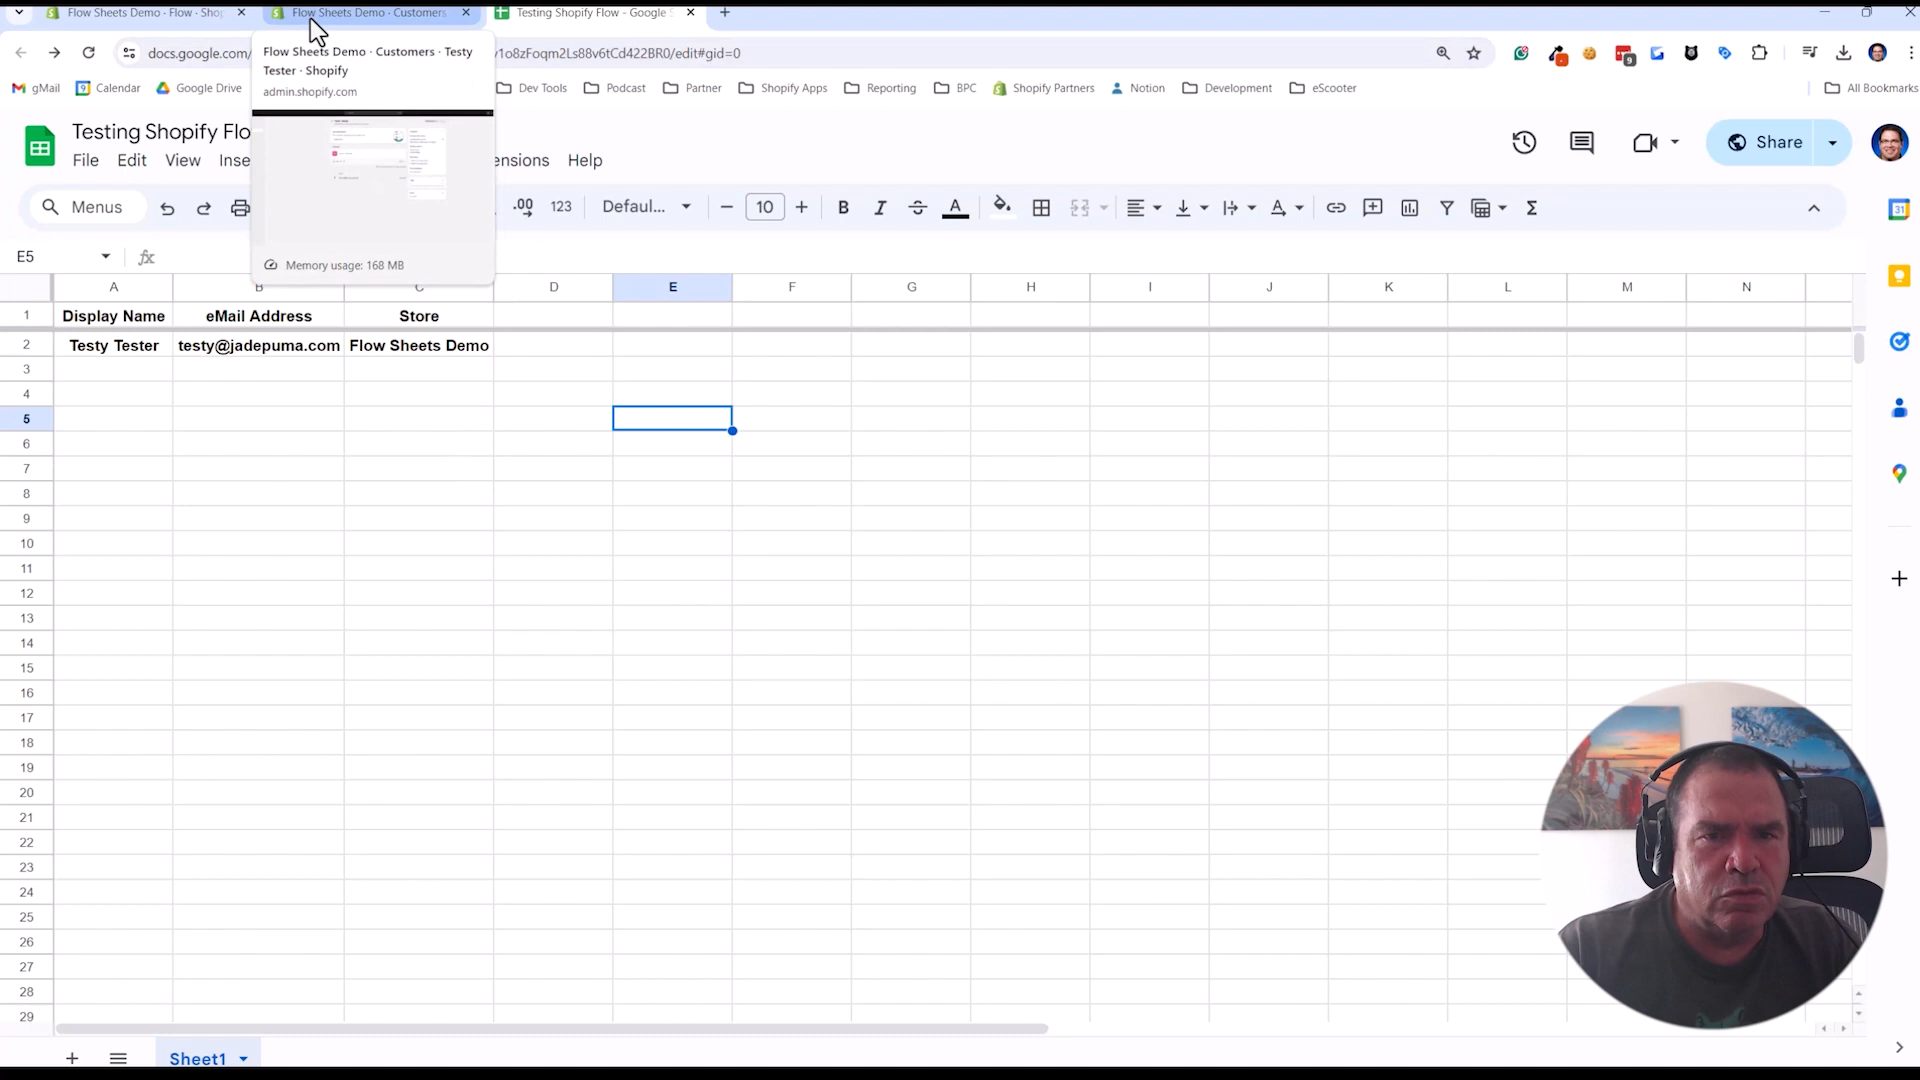 Flow Sheets Demo · Flow · Shop
Flow Sheets Demo · Customers
Testing Shopify Flow - Google S
docs.google.com/
v1o8zFoqm2Ls88v6tCd422BR0/edit#gid=0
Flow Sheets Demo · Customers · Testy
Tester · Shopify
admin.shopify.com
Memory usage: 168 MB
gMail
Calendar
Google Drive
Dev Tools
Podcast
Partner
Shopify Apps
Reporting
BPC
Shopify Partners
Notion
Development
eScooter
All Bookmarks
Testing Shopify Flo
File Edit View Inse
ensions Help
Share
Menus
.00
123
Defaul...
10
E5
A B C D E F G H I J K L M N
1 Display Name eMail Address Store
2 Testy Tester testy@jadepuma.com Flow Sheets Demo
3
4
5
6
7
8
9
10
11
12
13
14
15
16
17
18
19
20
21
22
23
24
25
26
27
28
29
Sheet1